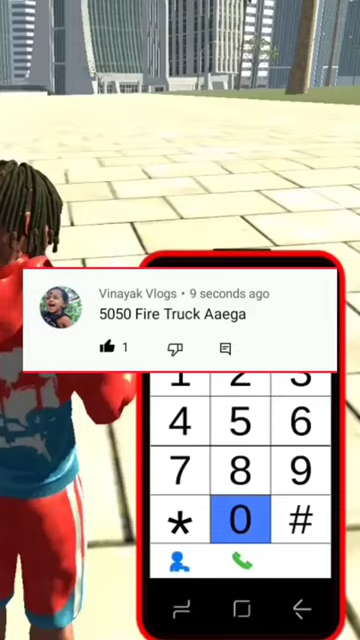 Vinayak Vlogs • 9 seconds ago
5050 Fire Truck Aaega
1
1 2 3
4 5 6
7 8 9
* 0 #